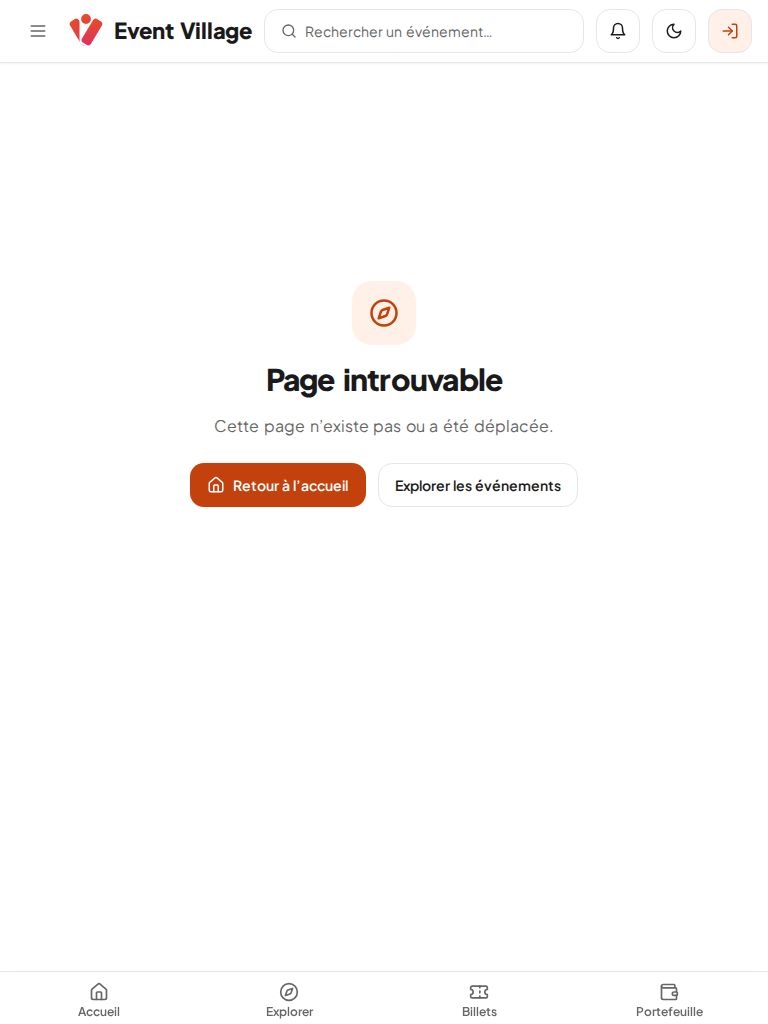 Event Village
Rechercher un événement…
Page introuvable
Cette page n’existe pas ou a été déplacée.
Retour à l’accueil
Explorer les événements
Accueil
Explorer
Billets
Portefeuille